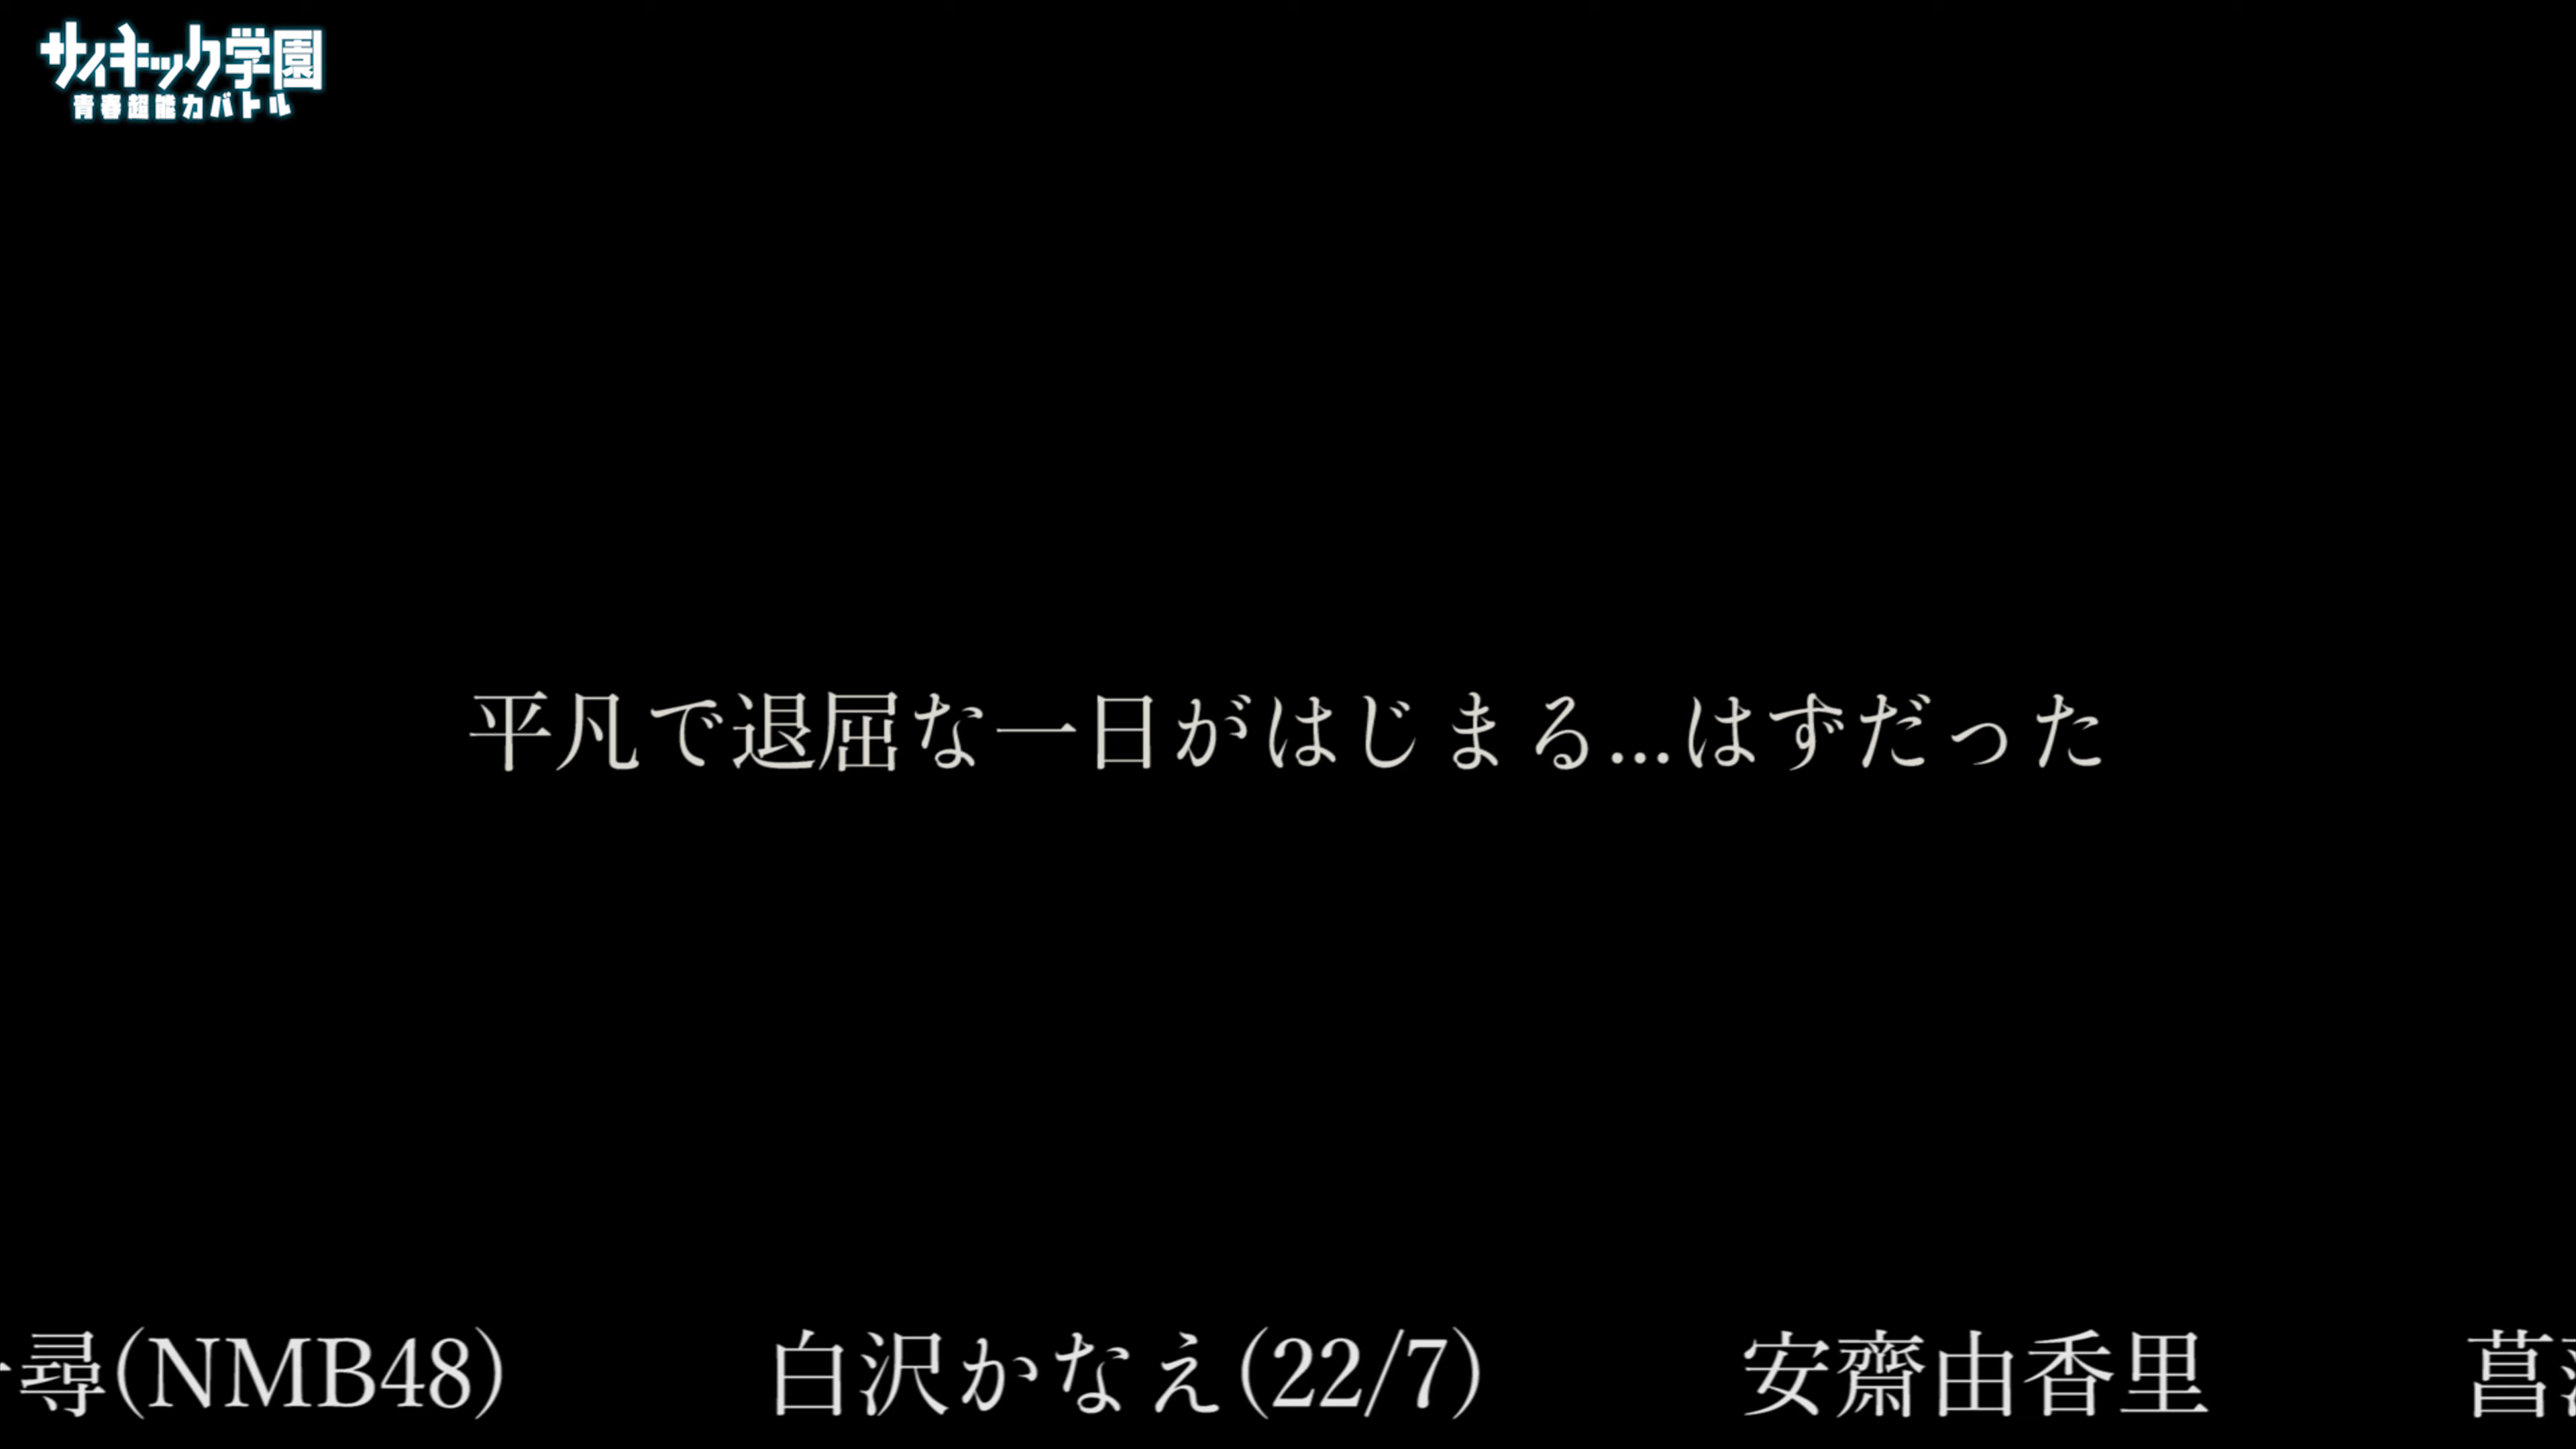 サイキック学園
青春超能力バトル
平凡で退屈な一日がはじまる...はずだった
尋(NMB48) 白沢かなえ(22/7) 安齋由香里 菖